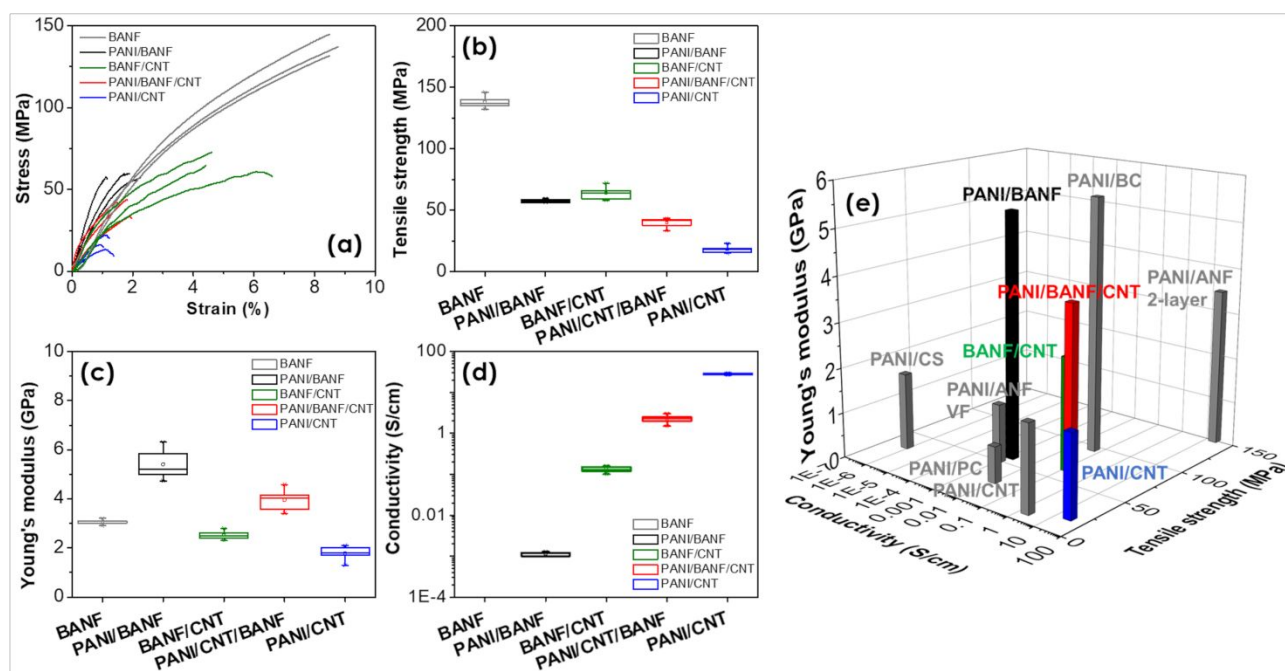 150
100
50
0
0
2
4
6
8
10
Stress (MPa)
Strain (%)
BANF
PANI/BANF
BANF/CNT
PANI/BANF/CNT
PANI/CNT
(a)
200
150
100
50
0
Tensile strength (MPa)
(b)
BANF
PANI/BANF
BANF/CNT
PANI/BANF/CNT
PANI/CNT
BANF
PANI/BANF
BANF/CNT
PANI/CNT/BANF
PANI/CNT
10
8
6
4
2
0
Young's modulus (GPa)
(c)
BANF
PANI/BANF
BANF/CNT
PANI/BANF/CNT
PANI/CNT
BANF
PANI/BANF
BANF/CNT
PANI/CNT/BANF
PANI/CNT
100
1
0.01
1E-4
Conductivity (S/cm)
(d)
BANF
PANI/BANF
BANF/CNT
PANI/BANF/CNT
PANI/CNT
BANF
PANI/BANF
BANF/CNT
PANI/CNT/BANF
PANI/CNT
6
5
4
3
2
1
0
Young's modulus (GPa)
(e)
PANI/BANF
PANI/BC
PANI/BANF/CNT
PANI/ANF
2-layer
BANF/CNT
PANI/CS
PANI/ANF
VF
PANI/PC
PANI/CNT
PANI/CNT
0.001
0.01
0.1
1
10
100
Conductivity (S/cm)
0
50
100
150
Tensile strength (MPa)